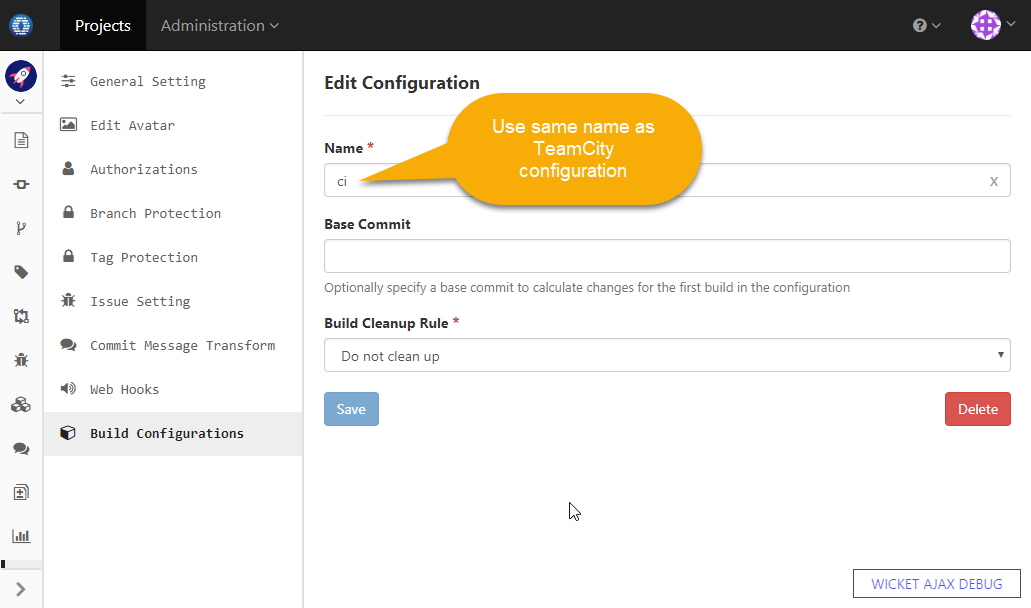 Projects
Administration
General Setting
Edit Avatar
Authorizations
Branch Protection
Tag Protection
Issue Setting
Commit Message Transform
Web Hooks
Build Configurations
Edit Configuration
Use same name as
TeamCity
configuration
Name *
ci
x
Base Commit
Optionally specify a base commit to calculate changes for the first build in the configuration
Build Cleanup Rule *
Do not clean up
Save
Delete
WICKET AJAX DEBUG